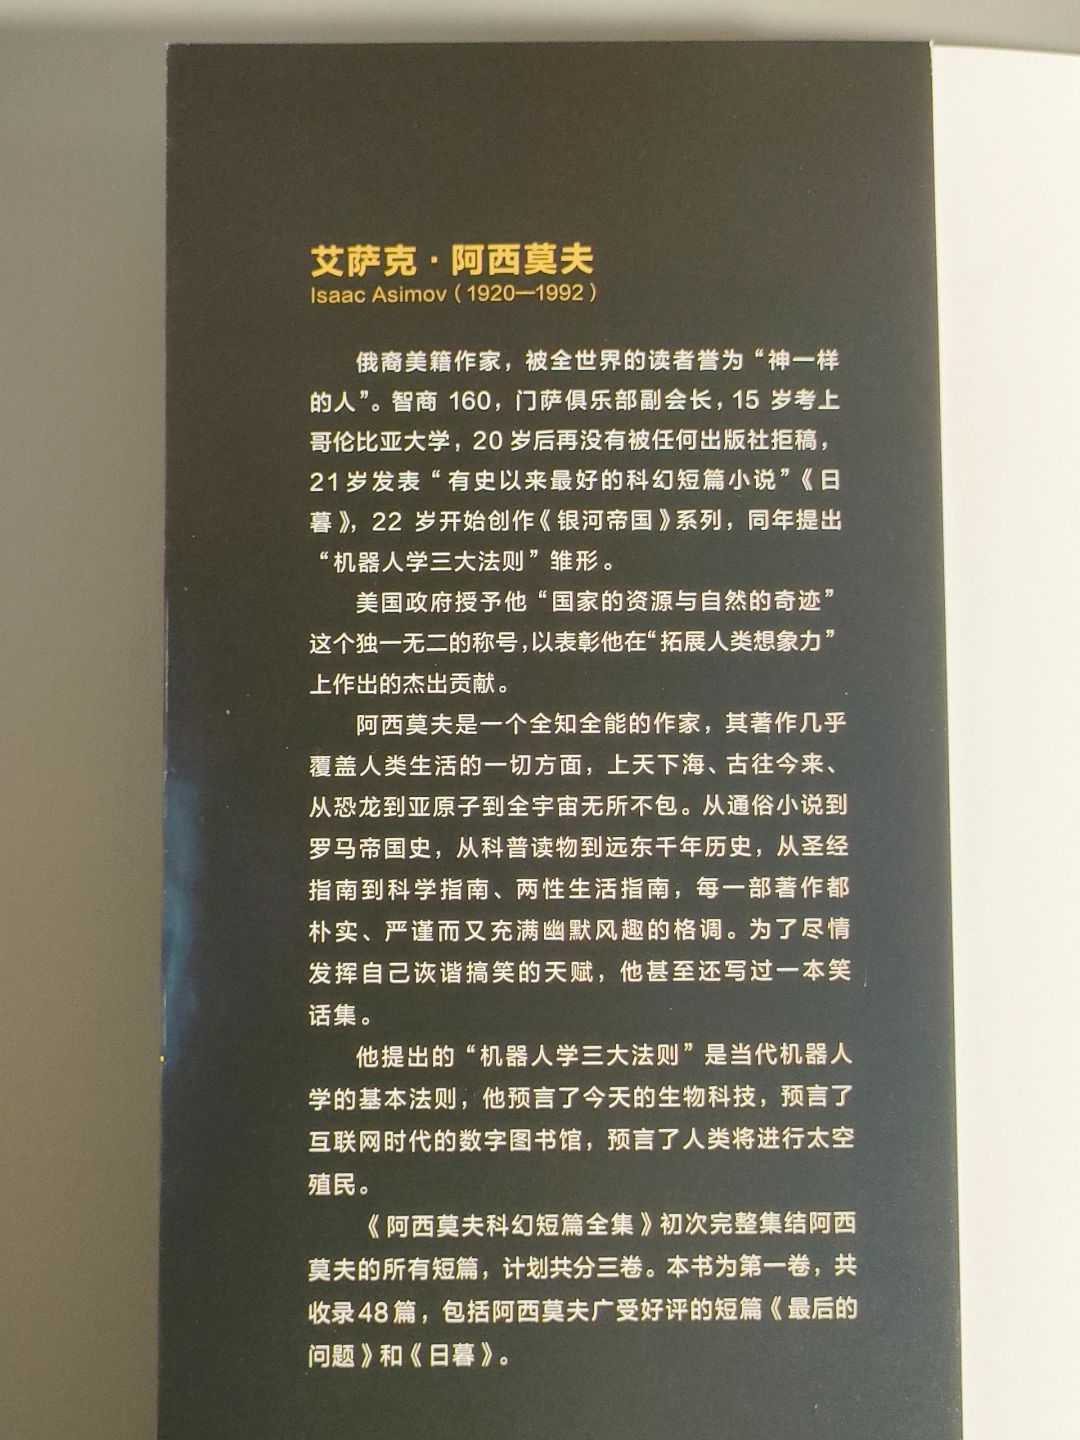 艾萨克·阿西莫夫
Isaac Asimov（1920—1992）
俄裔美籍作家，被全世界的读者誉为“神一样
的人”。智商 160，门萨俱乐部副会长，15 岁考上
哥伦比亚大学，20 岁后再没有被任何出版社拒稿，
21岁发表“有史以来最好的科幻短篇小说”《日
暮》，22 岁开始创作《银河帝国》系列，同年提出
“机器人学三大法则”雏形。
美国政府授予他“国家的资源与自然的奇迹”
这个独一无二的称号，以表彰他在“拓展人类想象力”
上作出的杰出贡献。
阿西莫夫是一个全知全能的作家，其著作几乎
覆盖人类生活的一切方面，上天下海、古往今来、
从恐龙到亚原子到全宇宙无所不包。从通俗小说到
罗马帝国史，从科普读物到远东千年历史，从圣经
指南到科学指南、两性生活指南，每一部著作都
朴实、严谨而又充满幽默风趣的格调。为了尽情
发挥自己诙谐搞笑的天赋，他甚至还写过一本笑
话集。
他提出的“机器人学三大法则”是当代机器人
学的基本法则，他预言了今天的生物科技，预言了
互联网时代的数字图书馆，预言了人类将进行太空
殖民。
《阿西莫夫科幻短篇全集》初次完整集结阿西
莫夫的所有短篇，计划共分三卷。本书为第一卷，共
收录48篇，包括阿西莫夫广受好评的短篇《最后的
问题》和《日暮》。